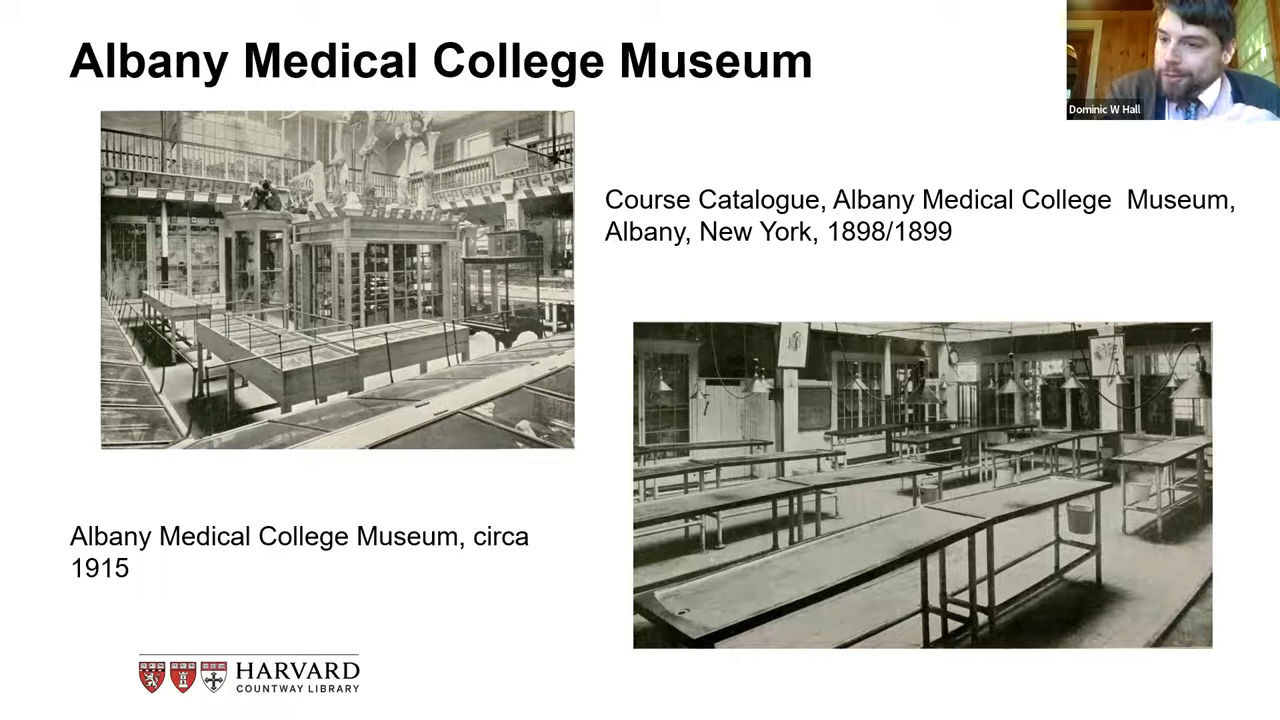 Albany Medical College Museum
Dominic W Hall
Course Catalogue, Albany Medical College Museum,
Albany, New York, 1898/1899
Albany Medical College Museum, circa
1915
HARVARD
COUNTWAY LIBRARY